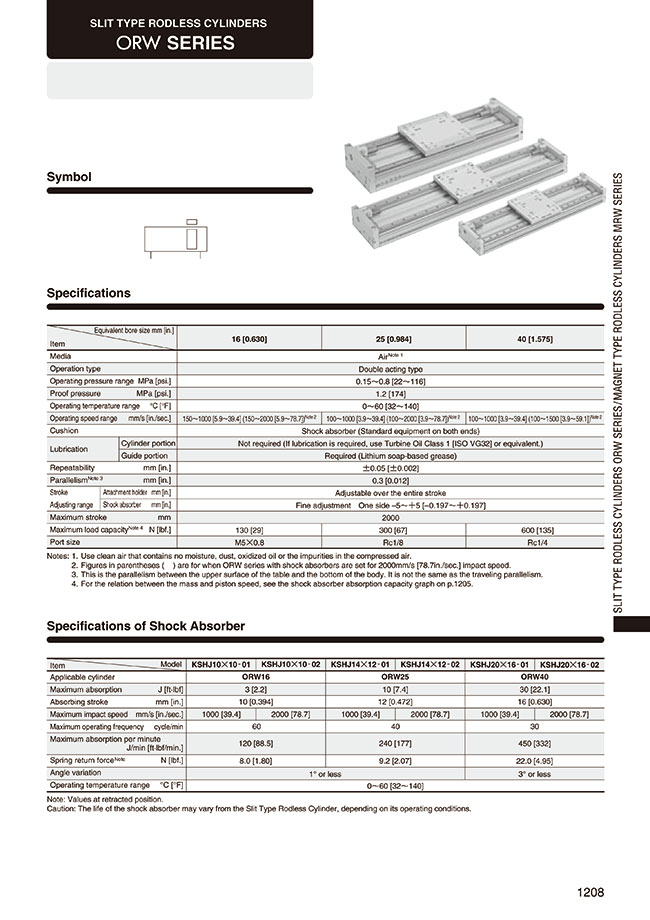 SLIT TYPE RODLESS CYLINDERS
ORW SERIES
Symbol
Specifications
Equivalent bore size mm [in.] 16 [0.630] 25 [0.984] 40 [1.575]
Item
Media AirNote 1
Operation type Double acting type
Operating pressure range MPa [psi.] 0.15～0.8 [22～116]
Proof pressure MPa [psi.] 1.2 [174]
Operating temperature range °C [°F] 0～60 [32～140]
Operating speed range mm/s [in./sec.] 150～1000 [5.9～39.4] (150～2000 [5.9～78.7])Note 2 100～1000 [3.9～39.4] (100～2000 [3.9～78.7])Note 2 100～1000 [3.9～39.4] (100～1500 [3.9～59.1])Note 2
Cushion Shock absorber (Standard equipment on both ends)
Lubrication Cylinder portion Not required (If lubrication is required, use Turbine Oil Class 1 [ISO VG32] or equivalent.)
Guide portion Required (Lithium soap-based grease)
Repeatability mm [in.] ±0.05 [±0.002]
ParallelismNote 3 mm [in.] 0.3 [0.012]
Stroke Attachment holder mm [in.] Adjustable over the entire stroke
Adjusting range Shock absorber mm [in.] Fine adjustment One side –5～＋5 [–0.197～＋0.197]
Maximum stroke mm 2000
Maximum load capacityNote 4 N [lbf.] 130 [29] 300 [67] 600 [135]
Port size M5×0.8 Rc1/8 Rc1/4
Notes: 1. Use clean air that contains no moisture, dust, oxidized oil or the impurities in the compressed air.
2. Figures in parentheses ( ) are for when ORW series with shock absorbers are set for 2000mm/s [78.7in./sec.] impact speed.
3. This is the parallelism between the upper surface of the table and the bottom of the body. It is not the same as the traveling parallelism.
4. For the relation between the mass and piston speed, see the shock absorber absorption capacity graph on p.1205.
Specifications of Shock Absorber
Item Model KSHJ10×10-01 KSHJ10×10-02 KSHJ14×12-01 KSHJ14×12-02 KSHJ20×16-01 KSHJ20×16-02
Applicable cylinder ORW16 ORW25 ORW40
Maximum absorption J [ft·lbf] 3 [2.2] 10 [7.4] 30 [22.1]
Absorbing stroke mm [in.] 10 [0.394] 12 [0.472] 16 [0.630]
Maximum impact speed mm/s [in./sec.] 1000 [39.4] 2000 [78.7] 1000 [39.4] 2000 [78.7] 1000 [39.4] 2000 [78.7]
Maximum operating frequency cycle/min 60 40 30
Maximum absorption per minute
J/min [ft·lbf/min.] 120 [88.5] 240 [177] 450 [332]
Spring return forceNote N [lbf.] 8.0 [1.80] 9.2 [2.07] 22.0 [4.95]
Angle variation 1° or less 3° or less
Operating temperature range °C [°F] 0～60 [32～140]
Note: Values at retracted position.
Caution: The life of the shock absorber may vary from the Slit Type Rodless Cylinder, depending on its operating conditions.
SLIT TYPE RODLESS CYLINDERS ORW SERIES/MAGNET TYPE RODLESS CYLINDERS MRW SERIES
1208